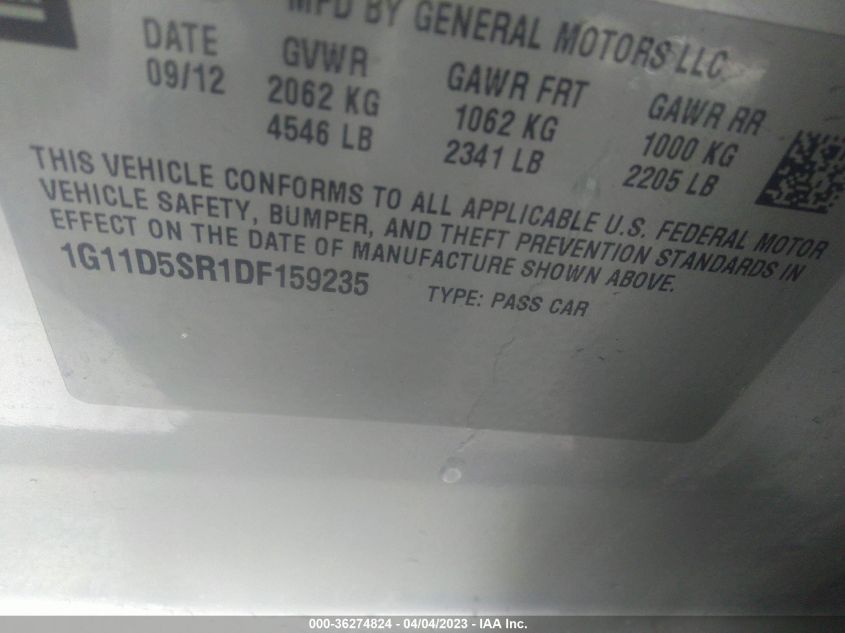 MFD BY GENERAL MOTORS LLC
DATE GVWR GAWR FRT GAWR RR
09/12 2062 KG 1062 KG 1000 KG
4546 LB 2341 LB 2205 LB
THIS VEHICLE CONFORMS TO ALL APPLICABLE U.S. FEDERAL MOTOR
VEHICLE SAFETY, BUMPER, AND THEFT PREVENTION STANDARDS IN
EFFECT ON THE DATE OF MANUFACTURE SHOWN ABOVE.
1G11D5SR1DF159235 TYPE: PASS CAR
000-36274824 - 04/04/2023 - IAA Inc.